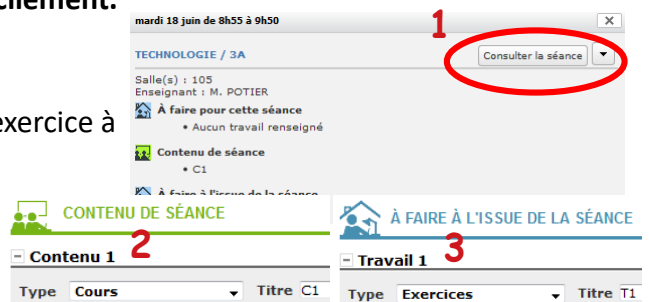 cilement.
mardi 18 juin de 8h55 à 9h50
1
TECHNOLOGIE / 3A
Consulter la séance
Salle(s) : 105
Enseignant : M. POTIER
À faire pour cette séance
exercice à
• Aucun travail renseigné
Contenu de séance
• C1
À faire à l'issue de la séance
CONTENU DE SÉANCE
2
- Contenu 1
Type Cours Titre C1
À FAIRE À L'ISSUE DE LA SÉANCE
3
- Travail 1
Type Exercices Titre T1